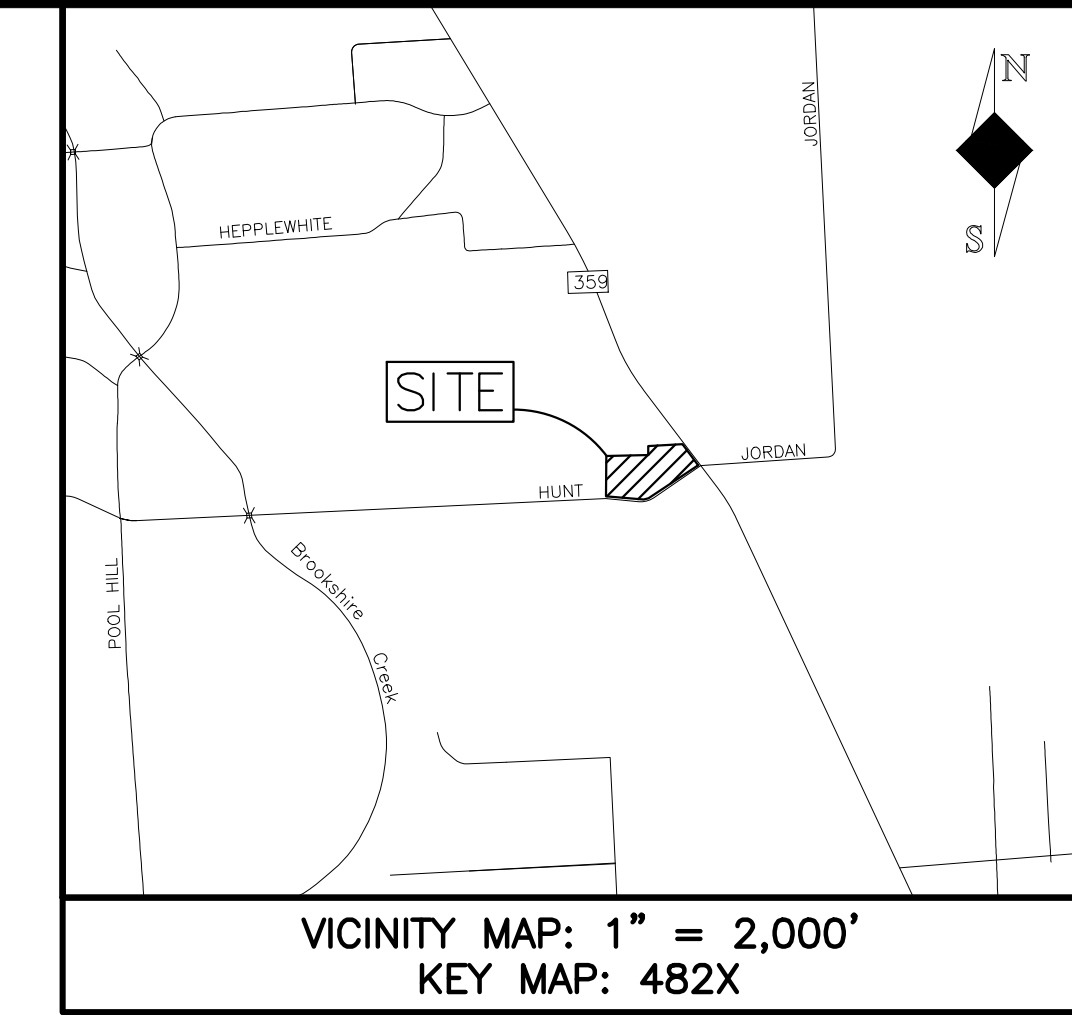 N
JORDAN
HEPPLEWHITE
S
359
SITE
JORDAN
HUNT
Brookshire
Creek
POOL HILL
VICINITY MAP: 1" = 2,000'
KEY MAP: 482X